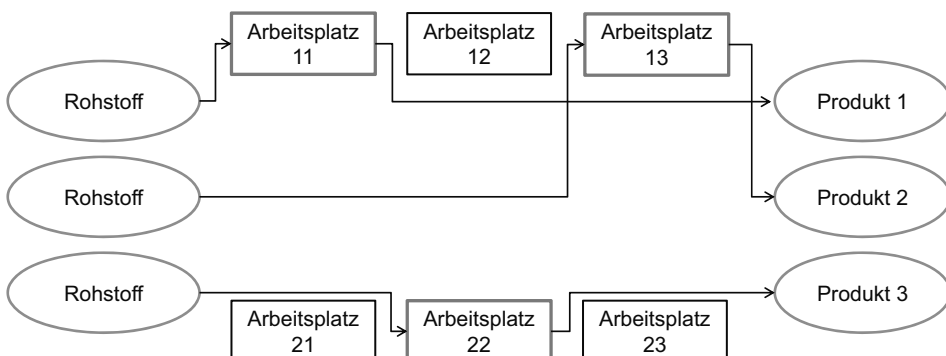 Arbeitsplatz
11
Arbeitsplatz
12
Arbeitsplatz
13
Rohstoff
Produkt 1
Rohstoff
Produkt 2
Rohstoff
Produkt 3
Arbeitsplatz
21
Arbeitsplatz
22
Arbeitsplatz
23